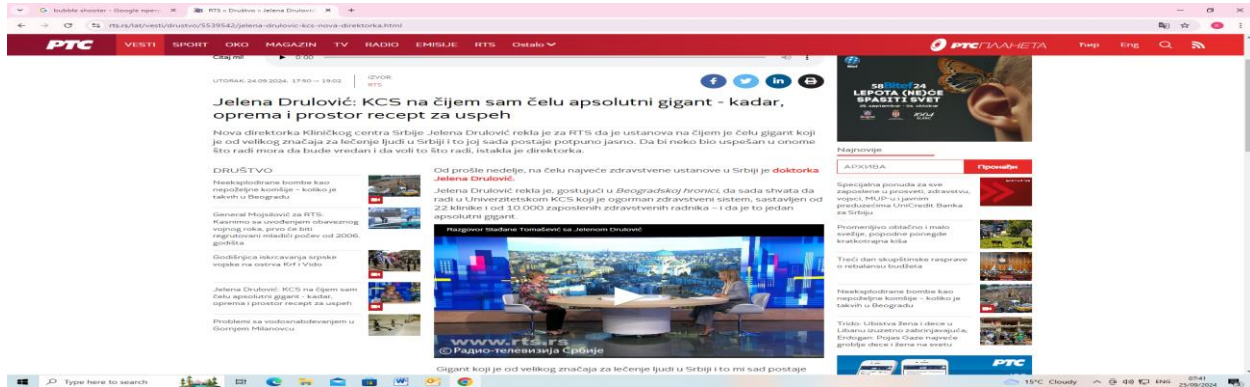 bubble shooter - Google npen
RTS :: Društvo :: Jelena Drulović:
rts.rs/lat/vesti/drustvo/5539542/jelena-drulovic-kcs-nova-direktorka.html
РТС VESTI SPORT OKO MAGAZIN TV RADIO EMISIJE RTS Ostalo РТС ПЛАНЕТА Ћир Eng
Čitaj mi!
0:00
UTORAK, 24.09.2024, 17:50 -> 19:02
IZVOR:
RTS
Jelena Drulović: KCS na čijem sam čelu apsolutni gigant - kadar,
oprema i prostor recept za uspeh
Nova direktorka Kliničkog centra Srbije Jelena Drulović rekla je za RTS da je ustanova na čijem je čelu gigant koji
je od velikog značaja za lečenje ljudi u Srbiji i to joj sada postaje potpuno jasno. Da bi neko bio uspešan u onome
što radi mora da bude vredan i da voli to što radi, istakla je direktorka.
DRUŠTVO
Neeksplodirane bombe kao
nepoželjne komšije – koliko je
takvih u Beogradu
General Mojsilović za RTS:
Kasnimo sa uvođenjem obaveznog
vojnog roka, prvo će biti
regrutovani mladići počev od 2006.
godišta
Godišnjica iskrcavanja srpske
vojske na ostrva Krf i Vido
Jelena Drulović: KCS na čijem sam
čelu apsolutni gigant - kadar,
oprema i prostor recept za uspeh
Problemi sa vodosnabdevanjem u
Gornjem Milanovcu
Od prošle nedelje, na čelu najveće zdravstvene ustanove u Srbiji je doktorka
Jelena Drulović.
Jelena Drulović rekla je, gostujući u Beogradskoj hronici, da sada shvata da
radi u Univerzitetskom KCS koji je ogroman zdravstveni sistem, sastavljen od
22 klinike i od 10.000 zaposlenih zdravstvenih radnika – i da je to jedan
apsolutni gigant.
Razgovor Slađane Tomašević sa Jelenom Drulović
www.rts.rs
© Радио-телевизија Србије
Gigant koji je od velikog značaja za lečenje ljudi u Srbiji i to mi sad postaje
58 Bitef 24
LEPOTA (NE)ĆE
SPASITI SVET
Najnovije
АРХИВА Пронађи
Specijalna ponuda za sve
zaposlene u prosveti, zdravstvu,
vojsci, MUP-u i javnim
preduzećima UniCredit Banka
za Srbiju
Promenljivo oblačno i malo
svežije, popodne ponegde
kratkotrajna kiša
Treći dan skupštinske rasprave
o rebalansu budžeta
Neeksplodirane bombe kao
nepoželjne komšije – koliko je
takvih u Beogradu
Trido: Ubistva žena i dece u
Libanu izuzetno zabrinjavajuća;
Erdogan: Pojas Gaze najveće
groblje dece i žena na svetu
РТС
Type here to search
15°C Cloudy
ENG
07:41
25/09/2024